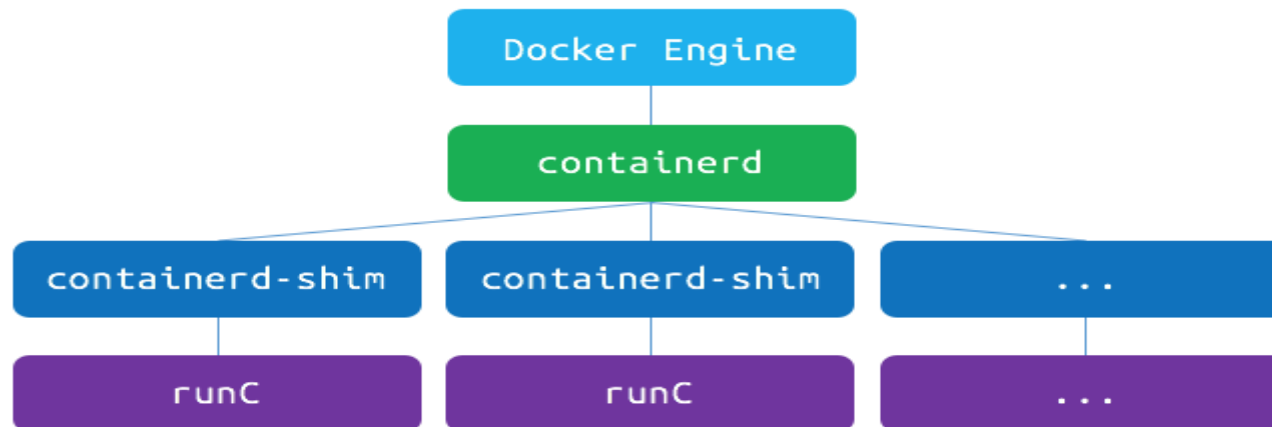 Docker Engine
containerd
containerd-shim
containerd-shim
...
runC
runC
...